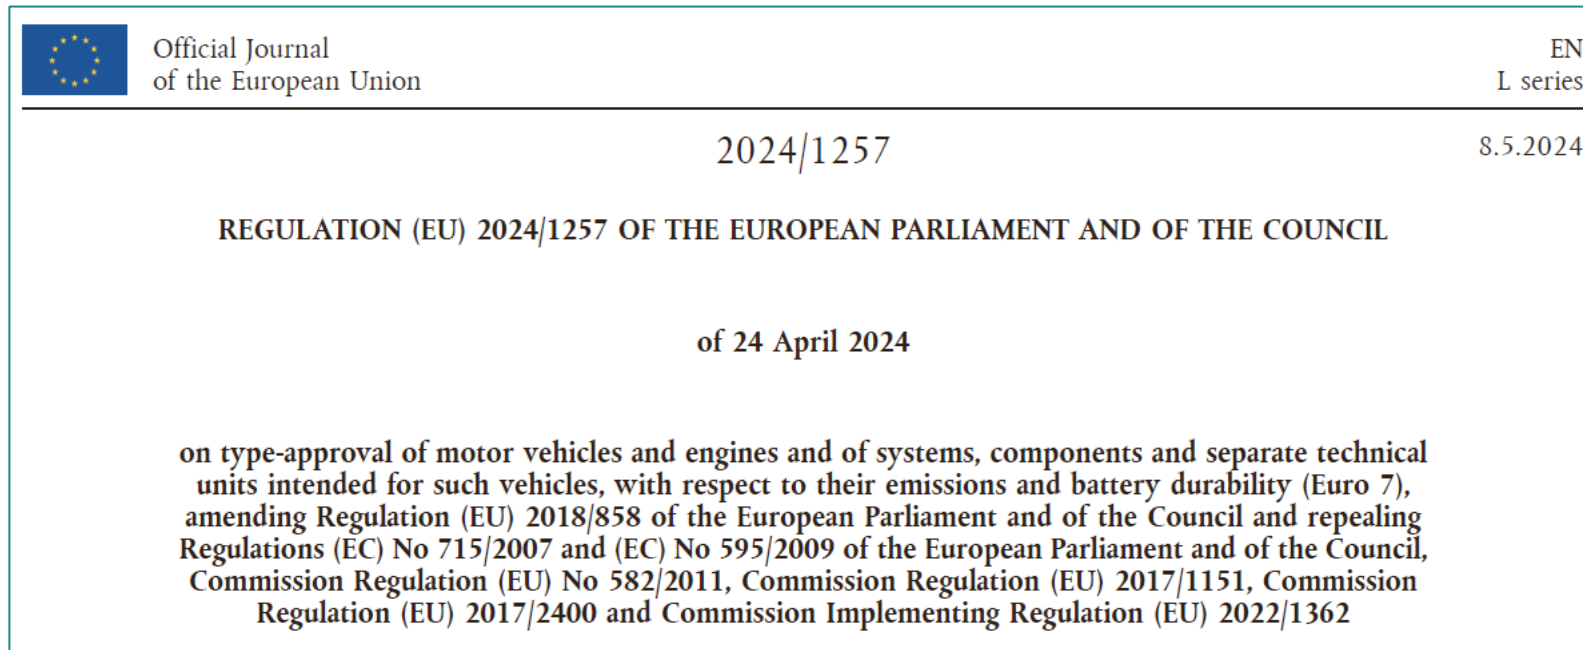 Official Journal
of the European Union
EN
L series
2024/1257
8.5.2024
REGULATION (EU) 2024/1257 OF THE EUROPEAN PARLIAMENT AND OF THE COUNCIL
of 24 April 2024
on type-approval of motor vehicles and engines and of systems, components and separate technical
units intended for such vehicles, with respect to their emissions and battery durability (Euro 7),
amending Regulation (EU) 2018/858 of the European Parliament and of the Council and repealing
Regulations (EC) No 715/2007 and (EC) No 595/2009 of the European Parliament and of the Council,
Commission Regulation (EU) No 582/2011, Commission Regulation (EU) 2017/1151, Commission
Regulation (EU) 2017/2400 and Commission Implementing Regulation (EU) 2022/1362